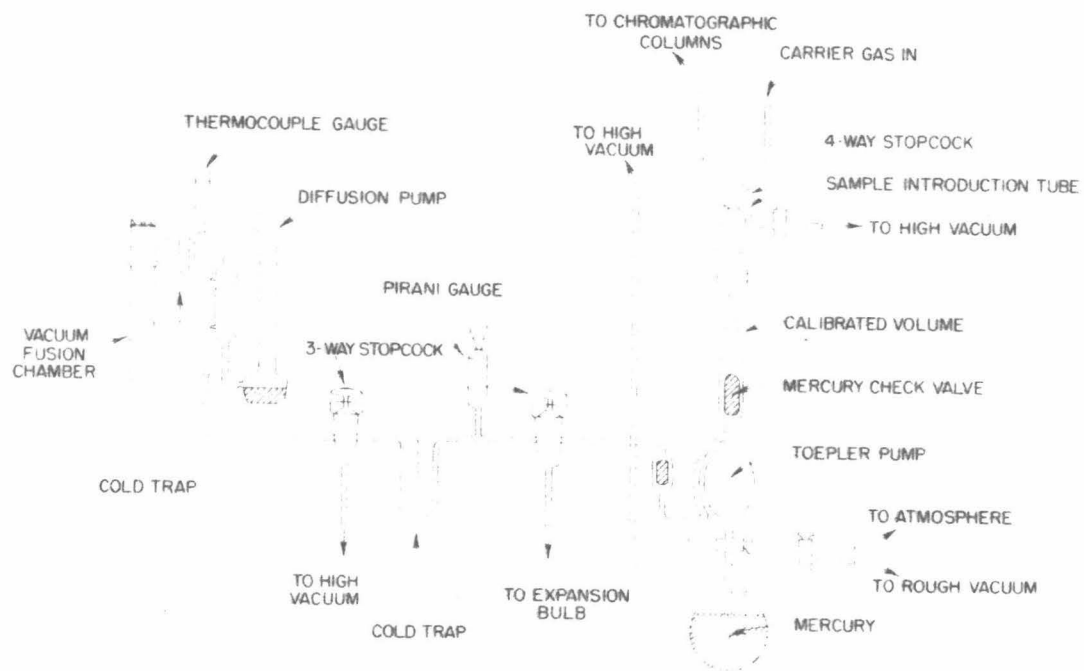 TO CHROMATOGRAPHIC
COLUMNS
CARRIER GAS IN
THERMOCOUPLE GAUGE
TO HIGH
VACUUM
4-WAY STOPCOCK
SAMPLE INTRODUCTION TUBE
DIFFUSION PUMP
TO HIGH VACUUM
PIRANI GAUGE
VACUUM
FUSION
CHAMBER
3-WAY STOPCOCK
CALIBRATED VOLUME
MERCURY CHECK VALVE
TOEPLER PUMP
COLD TRAP
TO ATMOSPHERE
TO HIGH
VACUUM
TO EXPANSION
BULB
TO ROUGH VACUUM
COLD TRAP
MERCURY